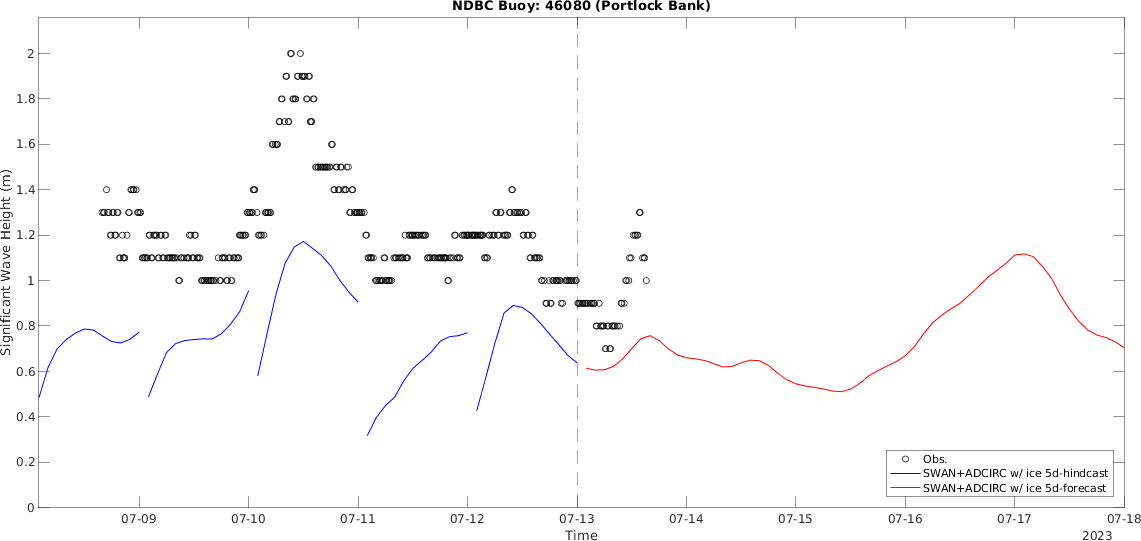 NDBC Buoy: 46080 (Portlock Bank)
Significant Wave Height (m)
2
1.8
1.6
1.4
1.2
1
0.8
0.6
0.4
0.2
0
Obs.
SWAN+ADCIRC w/ ice 5d-hindcast
SWAN+ADCIRC w/ ice 5d-forecast
07-09 07-10 07-11 07-12 07-13 07-14 07-15 07-16 07-17 07-18
Time
2023